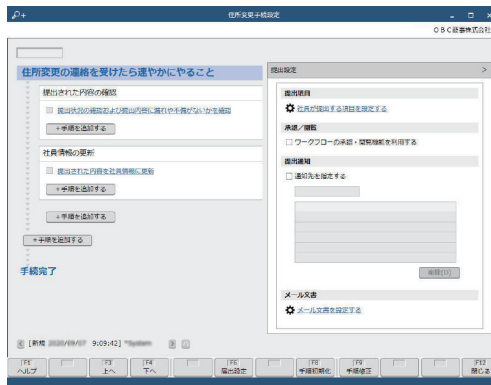 住所変更手続設定
ＯＢＣ商事株式会社
住所変更の連絡を受けたら速やかにやること
提出された内容の確認
提出状況の確認および提出内容に漏れや不備がないかを確認
+手順を追加する
社員情報の更新
提出された内容を社員情報に更新
+手順を追加する
+手順を追加する
+手順を追加する
手続完了
提出設定 >
提出項目
社員が提出する項目を指定する
承認／閲覧
ワークフローの承認・閲覧機能を利用する
提出通知
通知先を指定する
削除(U)
メール文書
メール文書を設定する
[新規 9:09:42]
F1 ヘルプ
F3 上へ
F4 下へ
F6 届出設定
F8 手順初期化
F9 手順修正
F12 閉じる